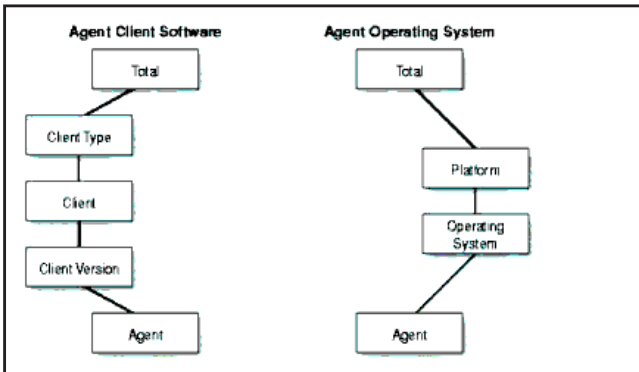 Agent Client Software
Agent Operating System
Total
Total
Client Type
Platform
Client
Operating
System
Client Version
Agent
Agent